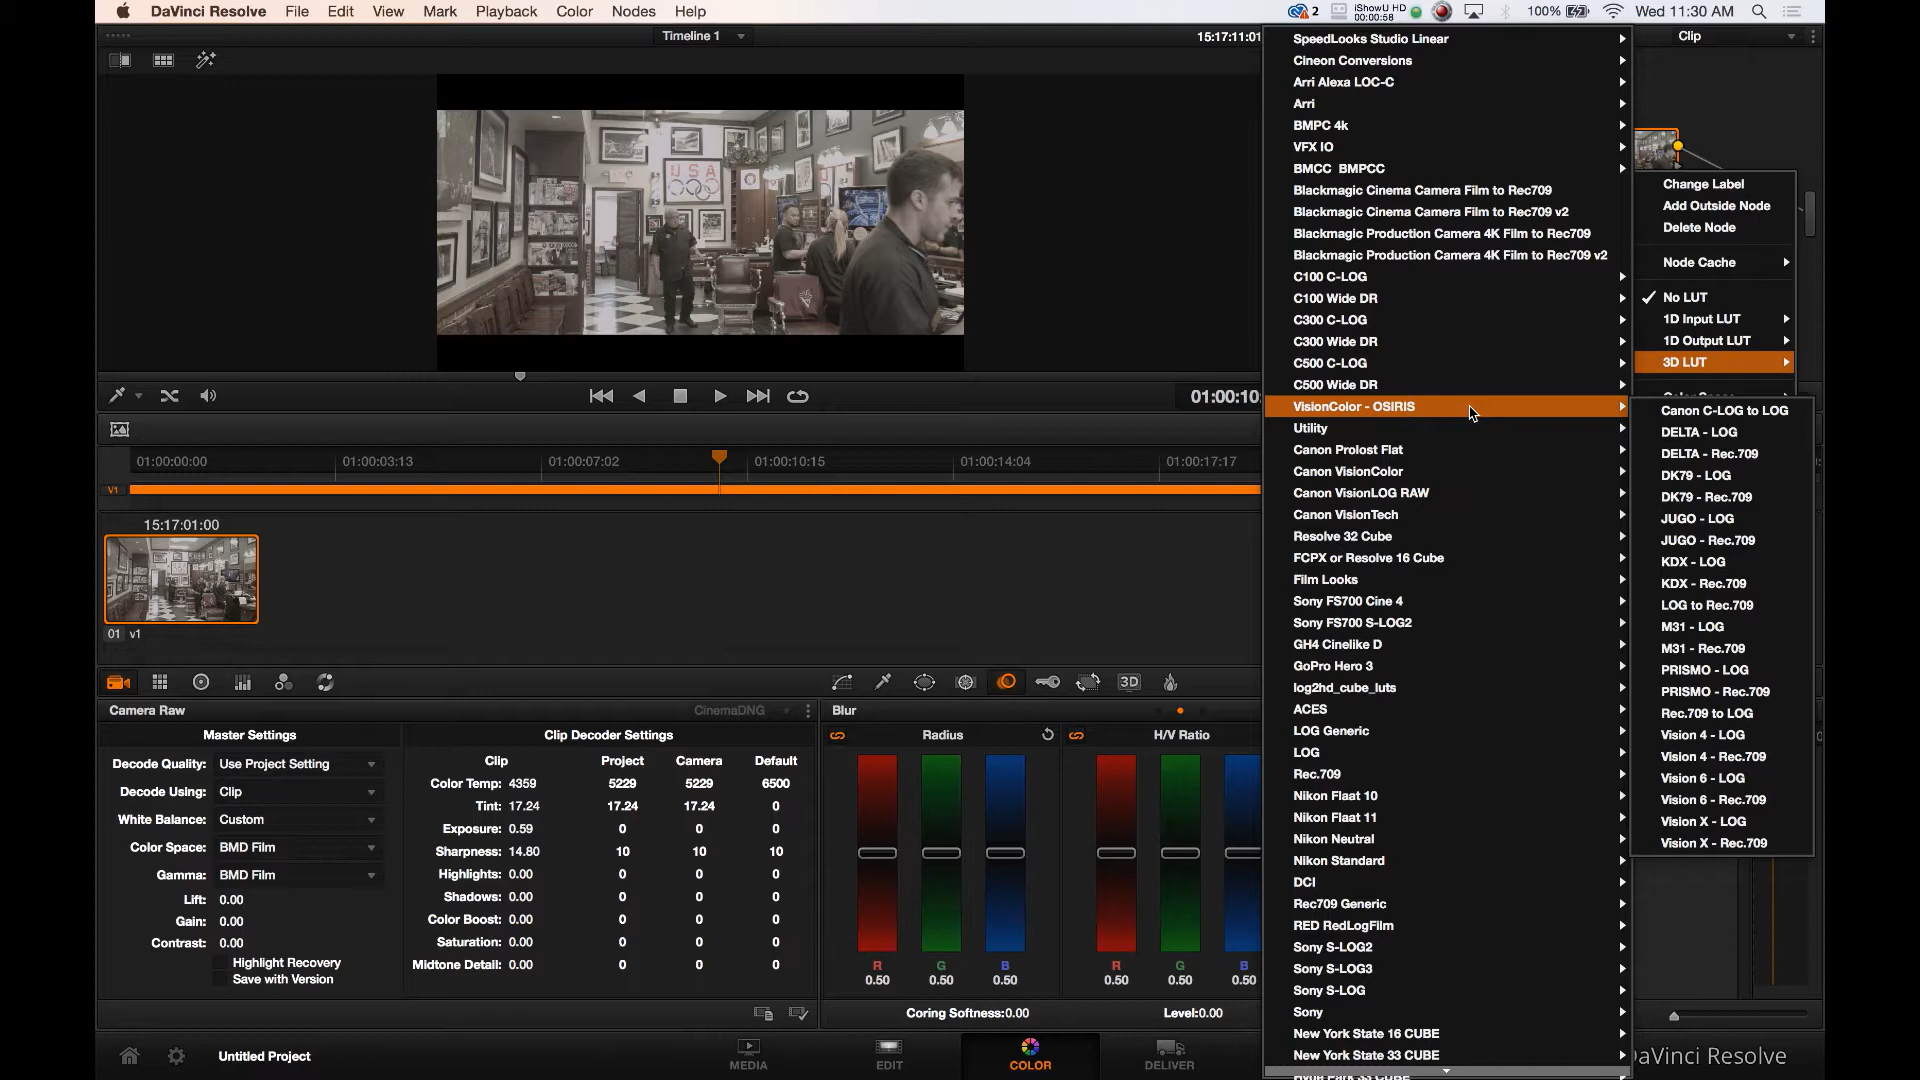 DaVinci Resolve File Edit View Mark Playback Color Nodes Help 2 iShowU HD 00:00:58 100% Wed 11:30 AM
Timeline 1 15:17:11:01 Clip
USA
01:00:10
01:00:00:00 01:00:03:13 01:00:07:02 01:00:10:15 01:00:14:04 01:00:17:17
V1
15:17:01:00
01 v1
3D
Camera Raw CinemaDNG
Master Settings
Decode Quality: Use Project Setting
Decode Using: Clip
White Balance: Custom
Color Space: BMD Film
Gamma: BMD Film
Lift: 0.00
Gain: 0.00
Contrast: 0.00
Highlight Recovery
Save with Version
Clip Decoder Settings
Clip Project Camera Default
Color Temp: 4359 5229 5229 6500
Tint: 17.24 17.24 17.24 0
Exposure: 0.59 0 0 0
Sharpness: 14.80 10 10 10
Highlights: 0.00 0 0 0
Shadows: 0.00 0 0 0
Color Boost: 0.00 0 0 0
Saturation: 0.00 0 0 0
Midtone Detail: 0.00 0 0 0
Blur
Radius H/V Ratio
R G B R G B
0.50 0.50 0.50 0.50 0.50 0.50
Coring Softness:0.00 Level:0.00
Untitled Project
MEDIA EDIT COLOR DELIVER
DaVinci Resolve
SpeedLooks Studio Linear
Cineon Conversions
Arri Alexa LOC-C
Arri
BMPC 4k
VFX IO
BMCC BMPCC
Blackmagic Cinema Camera Film to Rec709
Blackmagic Cinema Camera Film to Rec709 v2
Blackmagic Production Camera 4K Film to Rec709
Blackmagic Production Camera 4K Film to Rec709 v2
C100 C-LOG
C100 Wide DR
C300 C-LOG
C300 Wide DR
C500 C-LOG
C500 Wide DR
VisionColor - OSIRIS
Utility
Canon Prolost Flat
Canon VisionColor
Canon VisionLOG RAW
Canon VisionTech
Resolve 32 Cube
FCPX or Resolve 16 Cube
Film Looks
Sony FS700 Cine 4
Sony FS700 S-LOG2
GH4 Cinelike D
GoPro Hero 3
log2hd_cube_luts
ACES
LOG Generic
LOG
Rec.709
Nikon Flaat 10
Nikon Flaat 11
Nikon Neutral
Nikon Standard
DCI
Rec709 Generic
RED RedLogFilm
Sony S-LOG2
Sony S-LOG3
Sony S-LOG
Sony
New York State 16 CUBE
New York State 33 CUBE
Hyde Park 33 CUBE
Change Label
Add Outside Node
Delete Node
Node Cache
No LUT
1D Input LUT
1D Output LUT
3D LUT
Canon C-LOG to LOG
DELTA - LOG
DELTA - Rec.709
DK79 - LOG
DK79 - Rec.709
JUGO - LOG
JUGO - Rec.709
KDX - LOG
KDX - Rec.709
LOG to Rec.709
M31 - LOG
M31 - Rec.709
PRISMO - LOG
PRISMO - Rec.709
Rec.709 to LOG
Vision 4 - LOG
Vision 4 - Rec.709
Vision 6 - LOG
Vision 6 - Rec.709
Vision X - LOG
Vision X - Rec.709